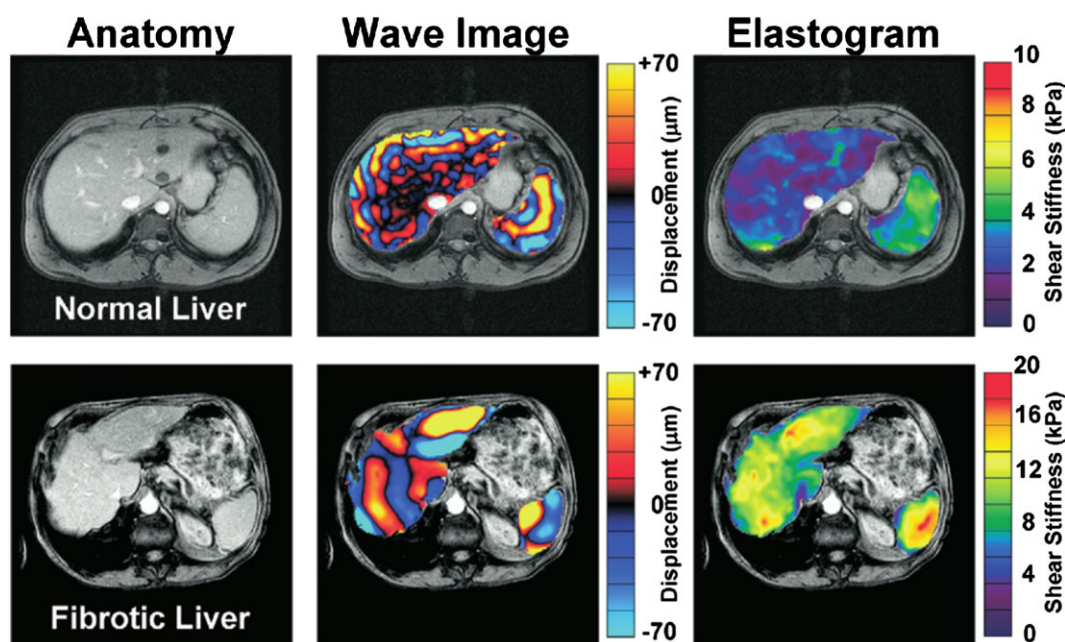 Anatomy Wave Image Elastogram
Normal Liver
+70
0
-70
Displacement (μm)
10
8
6
4
2
0
Shear Stiffness (kPa)
Fibrotic Liver
+70
0
-70
Displacement (μm)
20
16
12
8
4
0
Shear Stiffness (kPa)